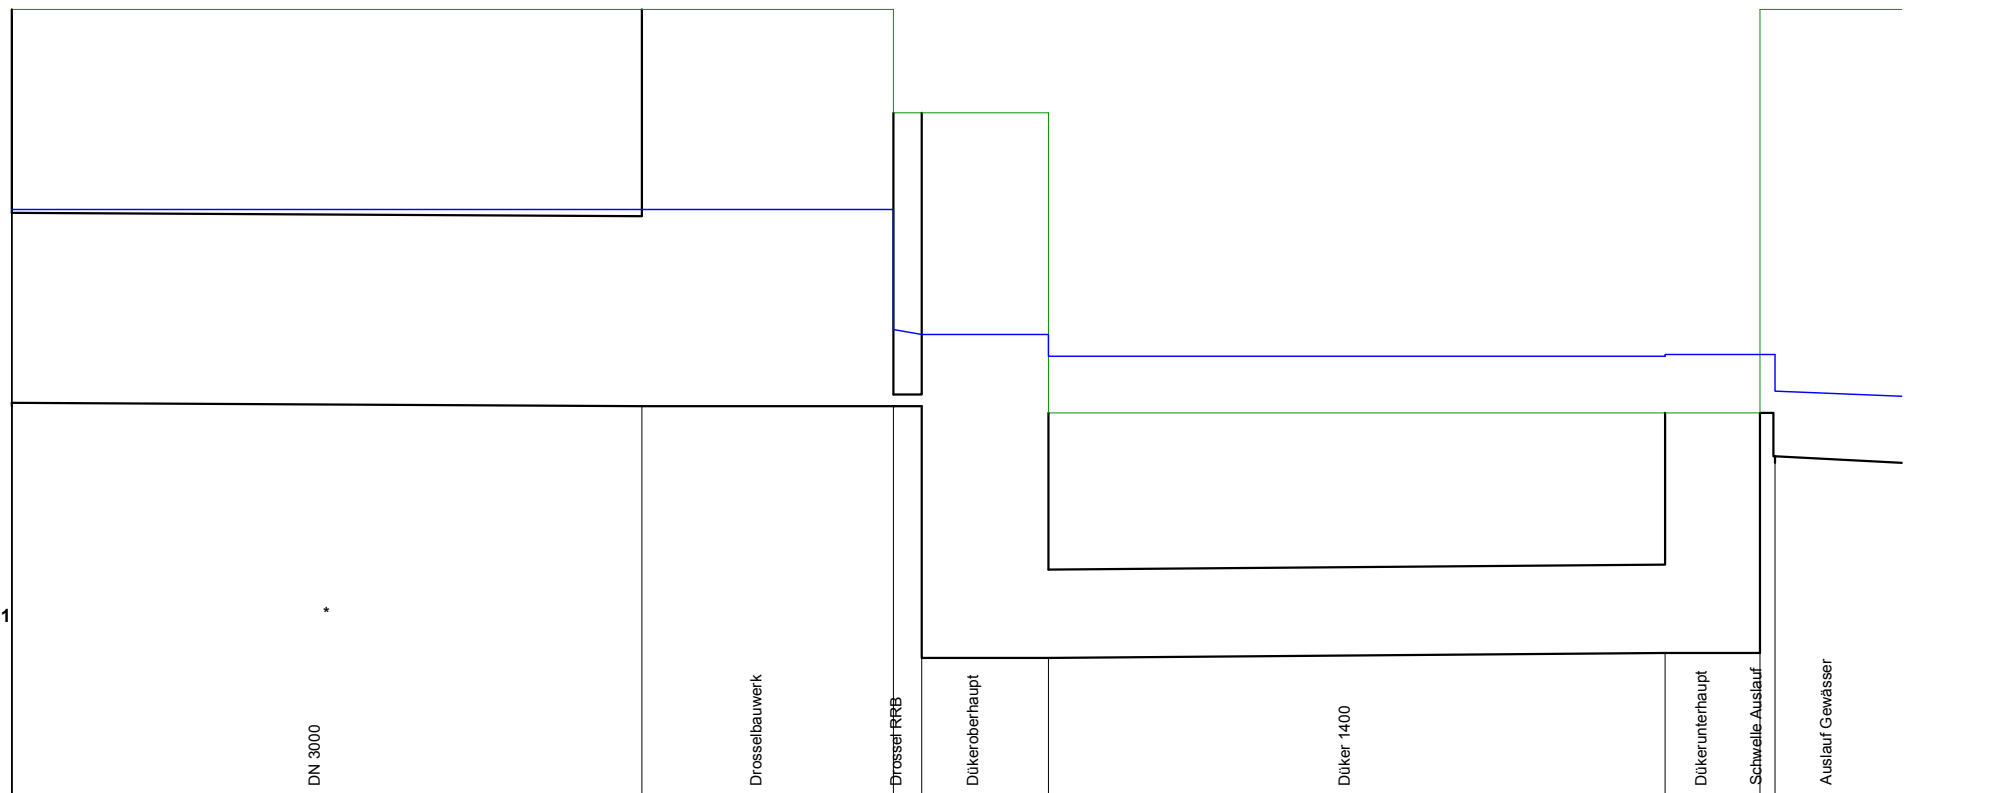 1
*
DN 3000
Drosselbauwerk
Drossel RRB
Dükeroberhaupt
Düker 1400
Dükerunterhaupt
Schwelle Auslauf
Auslauf Gewässer